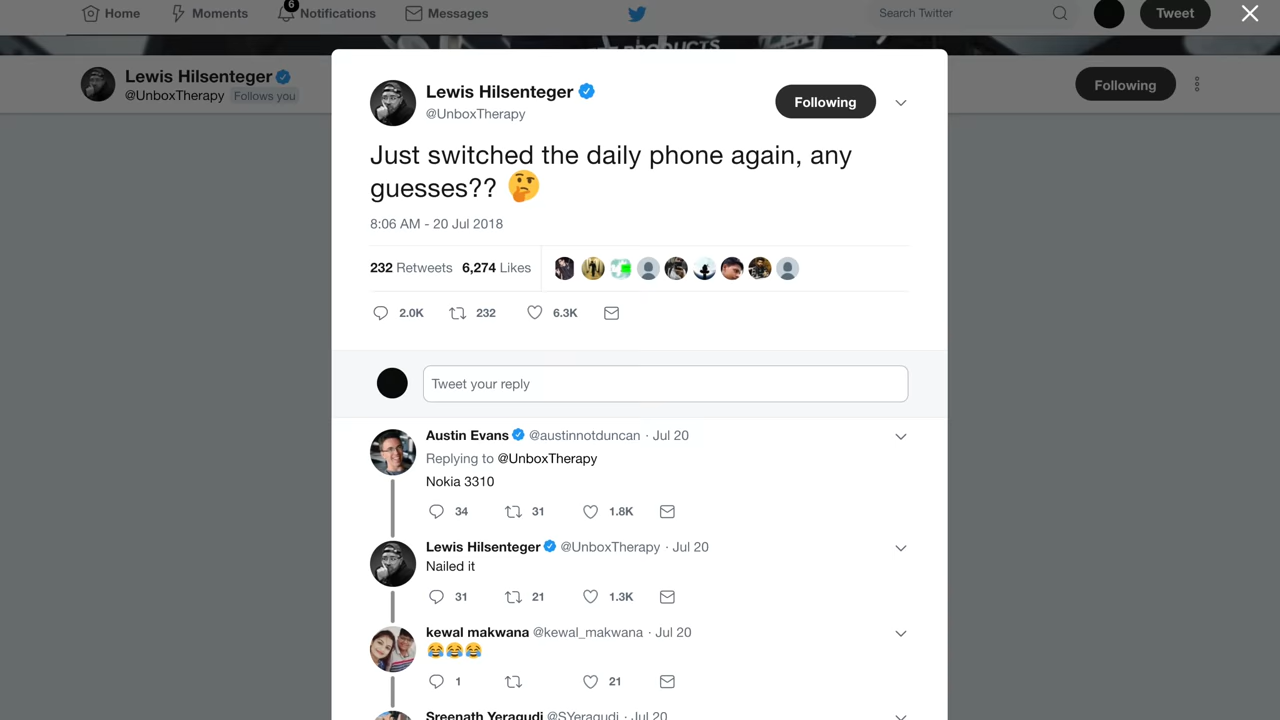 Home
Moments
6
Notifications
Messages
Search Twitter
Tweet
PRODUCTS
Lewis Hilsenteger
@UnboxTherapy Follows you
Following
Lewis Hilsenteger
@UnboxTherapy
Following
Just switched the daily phone again, any
guesses?? 🤔
8:06 AM - 20 Jul 2018
232 Retweets 6,274 Likes
2.0K 232 6.3K
Tweet your reply
Austin Evans @austinnotduncan · Jul 20
Replying to @UnboxTherapy
Nokia 3310
34 31 1.8K
Lewis Hilsenteger @UnboxTherapy · Jul 20
Nailed it
31 21 1.3K
kewal makwana @kewal_makwana · Jul 20
😂😂😂
1 21
Sreenath Yeragudi @SYeragudi · Jul 20